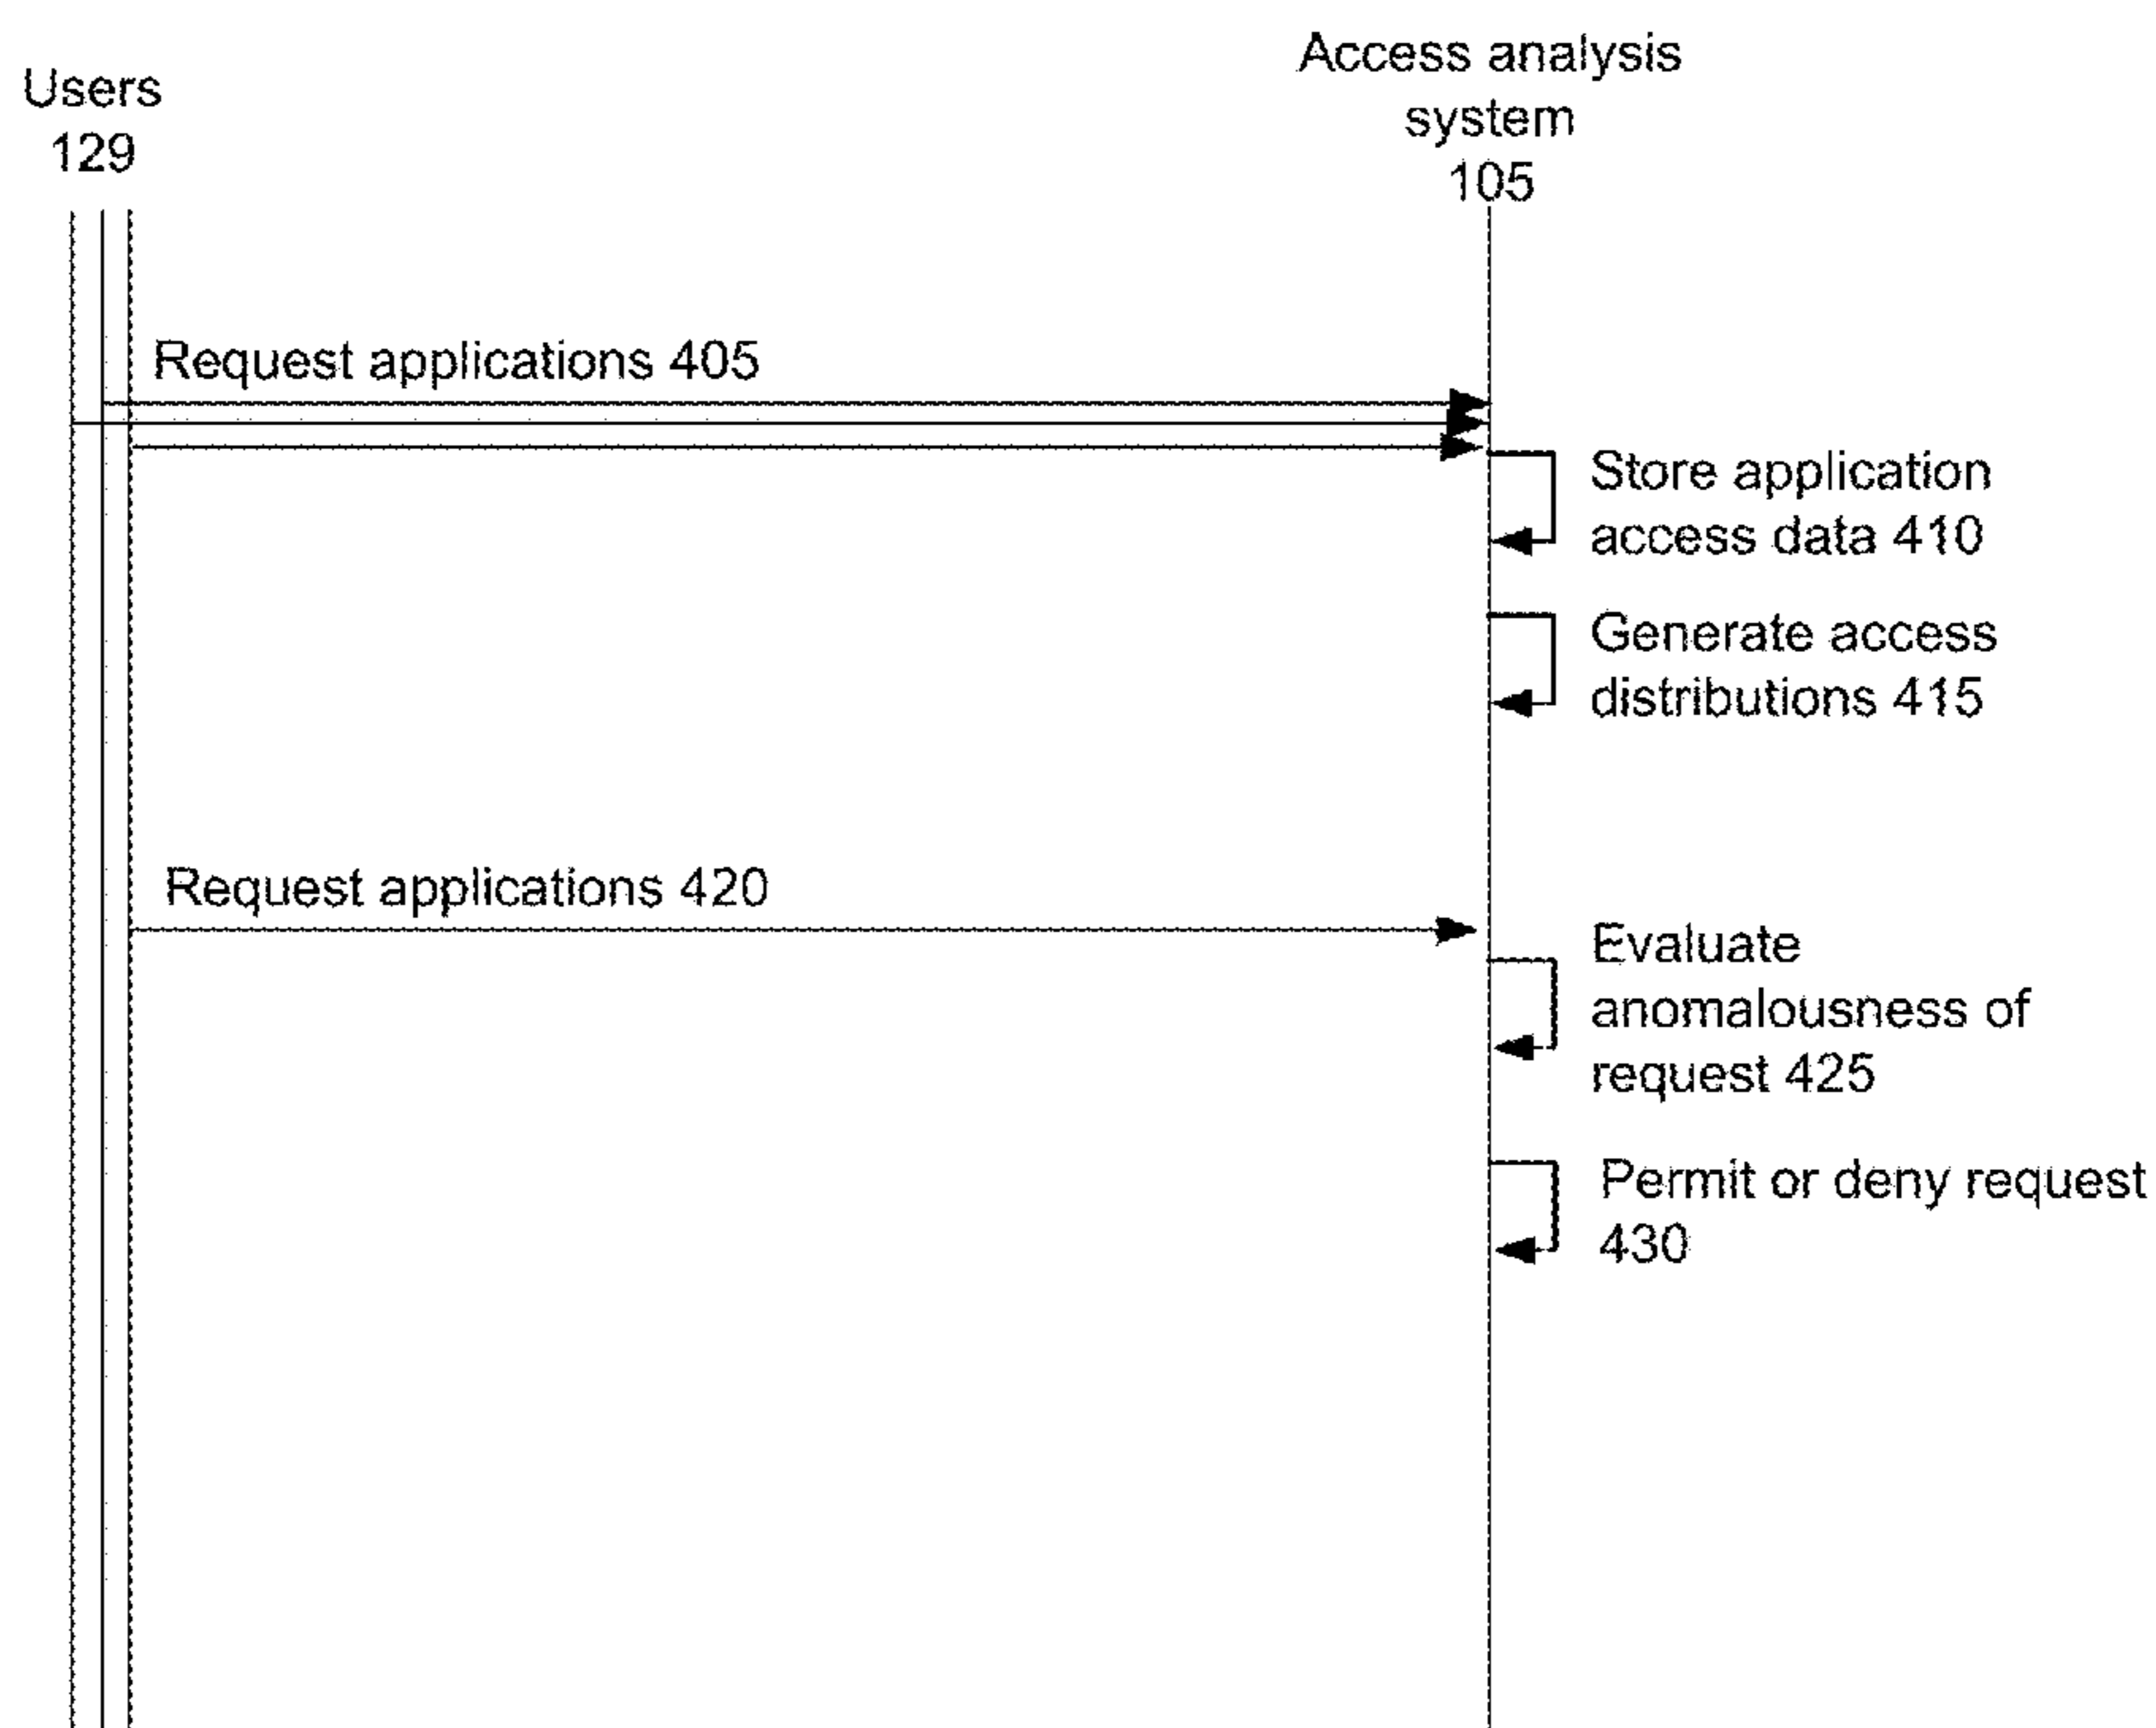 Users
129
Access analysis
system
105
Request applications 405
Store application
access data 410
Generate access
distributions 415
Request applications 420
Evaluate
anomalousness of
request 425
Permit or deny request
430